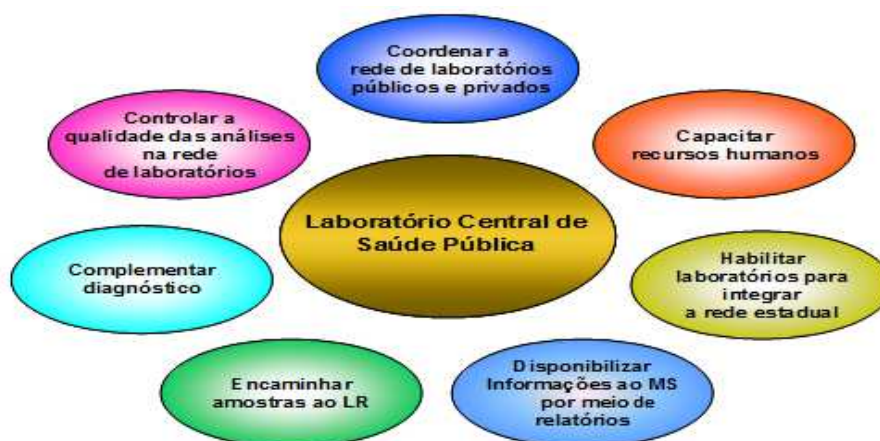 Coordenar a
rede de laboratórios
públicos e privados
Controlar a
qualidade das análises
na rede
de laboratórios
Capacitar
recursos humanos
Laboratório Central de
Saúde Pública
Complementar
diagnóstico
Habilitar
laboratórios para
integrar
a rede estadual
Encaminhar
amostras ao LR
Disponibilizar
Informações ao MS
por meio de
relatórios